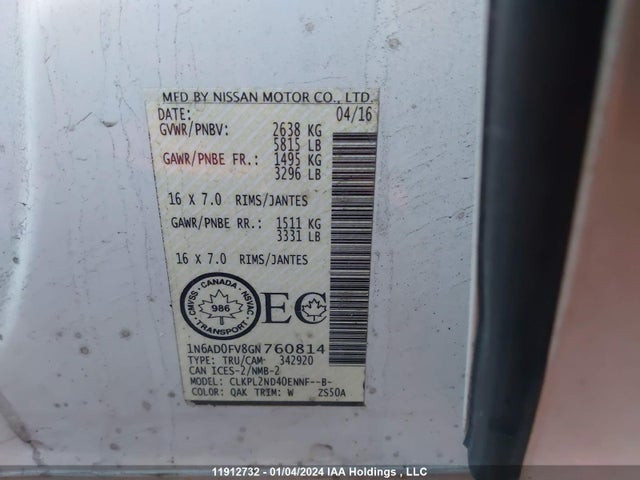 MFD BY NISSAN MOTOR CO., LTD.
DATE: 04/16
GVWR/PNBV: 2638 KG
5815 LB
GAWR/PNBE FR.: 1495 KG
3296 LB
16 X 7.0 RIMS/JANTES
GAWR/PNBE RR.: 1511 KG
3331 LB
16 x 7.0 RIMS/JANTES
CANADA
CMVSS NSVAC
986
TRANSPORT
EC
1N6AD0FV8GN760814
TYPE: TRU/CAM 342920
CAN ICES-2/NMB-2
MODEL: CLKPL2ND40ENNF--B-
COLOR: QAK TRIM: W ZS50A
11912732 - 01/04/2024 IAA Holdings , LLC